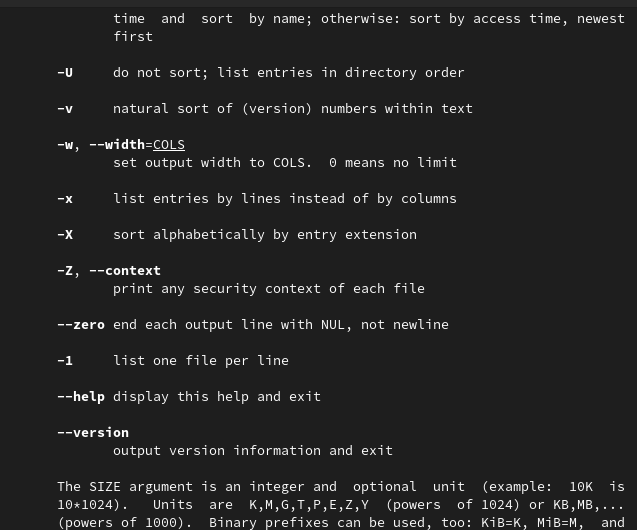 time  and  sort  by name; otherwise: sort by access time, newest
first
-U     do not sort; list entries in directory order
-v     natural sort of (version) numbers within text
-w, --width=COLS
set output width to COLS.  0 means no limit
-x     list entries by lines instead of by columns
-X     sort alphabetically by entry extension
-Z, --context
print any security context of each file
--zero end each output line with NUL, not newline
-1     list one file per line
--help display this help and exit
--version
output version information and exit
The SIZE argument is an integer and  optional  unit  (example:  10K  is
10*1024).   Units  are  K,M,G,T,P,E,Z,Y  (powers  of 1024) or KB,MB,...
(powers of 1000).  Binary prefixes can be used, too: KiB=K, MiB=M,  and